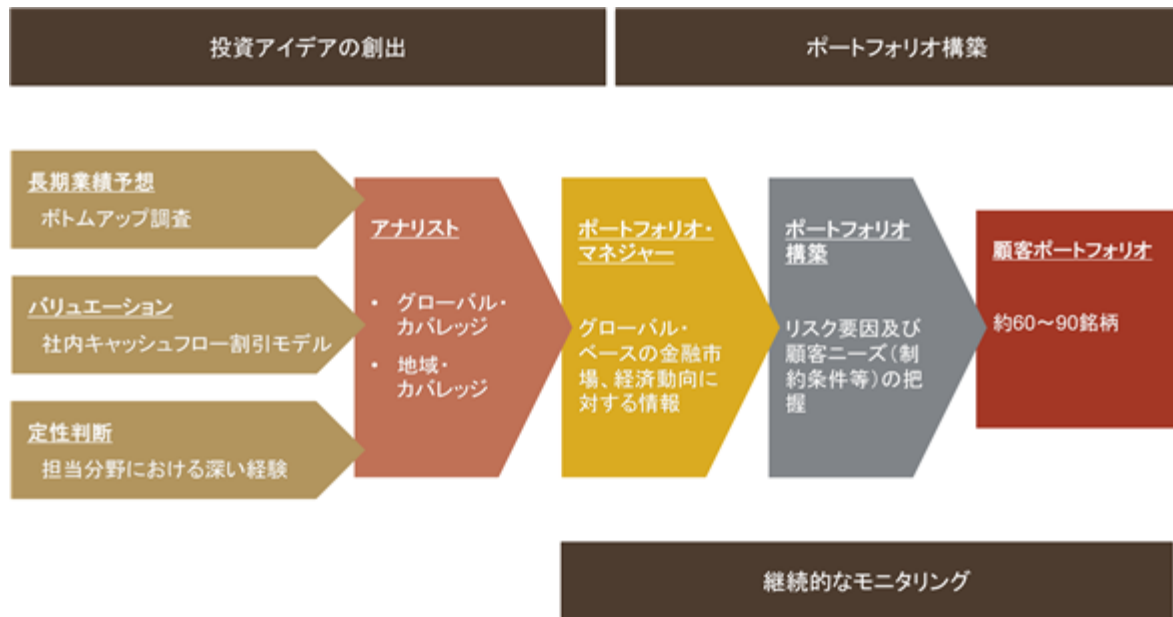 投資アイデアの創出
ポートフォリオ構築
長期業績予想
ボトムアップ調査
バリュエーション
社内キャッシュフロー割引モデル
定性判断
担当分野における深い経験
アナリスト
• グローバル・
カバレッジ
• 地域・
カバレッジ
ポートフォリオ・
マネジャー
グローバル・
ベースの金融市
場、経済動向に
対する情報
ポートフォリオ
構築
リスク要因及び
顧客ニーズ(制
約条件等)の把
握
顧客ポートフォリオ
約60～90銘柄
継続的なモニタリング